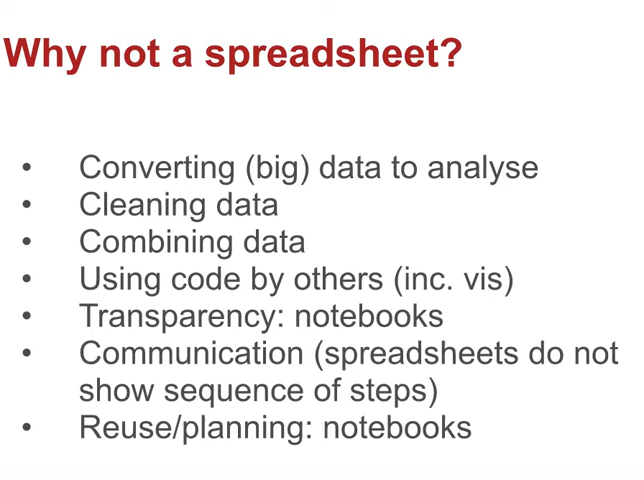 Why not a spreadsheet?
• Converting (big) data to analyse
• Cleaning data
• Combining data
• Using code by others (inc. vis)
• Transparency: notebooks
• Communication (spreadsheets do not
show sequence of steps)
• Reuse/planning: notebooks